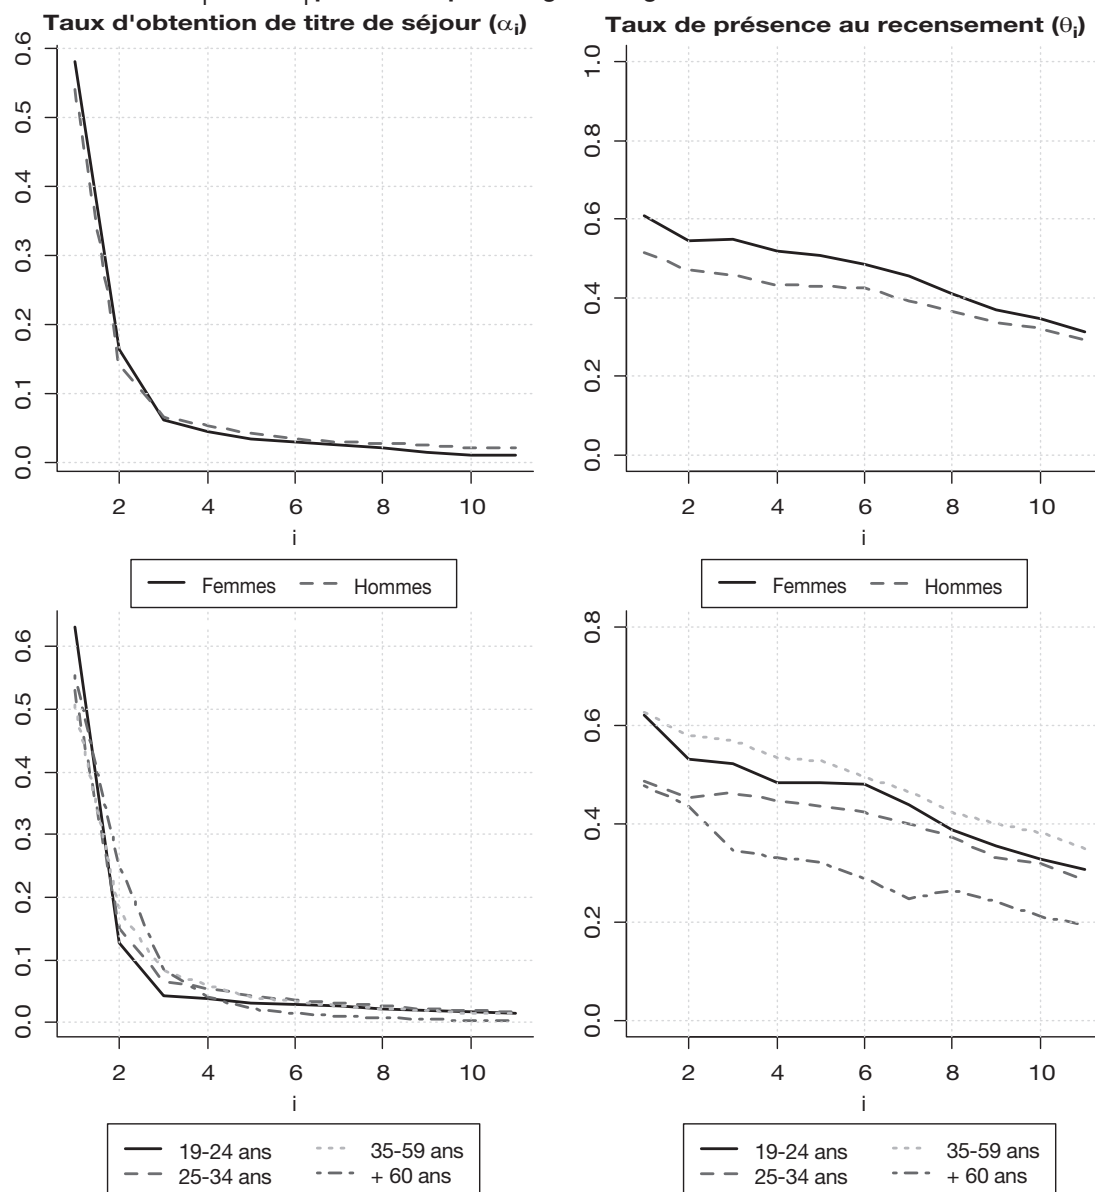 Taux d'obtention de titre de séjour (αi)
0.0 0.1 0.2 0.3 0.4 0.5 0.6
2 4 6 8 10
i
Femmes Hommes
Taux de présence au recensement (θi)
0.0 0.2 0.4 0.6 0.8 1.0
2 4 6 8 10
i
Femmes Hommes
0.0 0.1 0.2 0.3 0.4 0.5 0.6
2 4 6 8 10
i
19-24 ans 35-59 ans
25-34 ans + 60 ans
0.0 0.2 0.4 0.6 0.8
2 4 6 8 10
i
19-24 ans 35-59 ans
25-34 ans + 60 ans